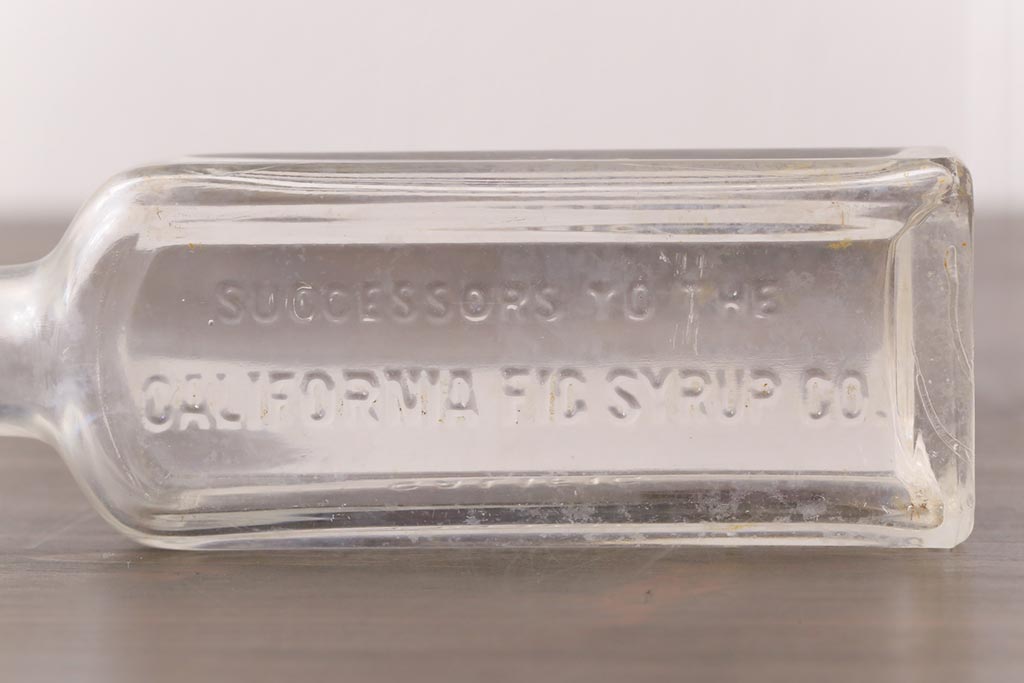 SUCCESSORS TO THE
CALIFORNIA FIG SYRUP CO.